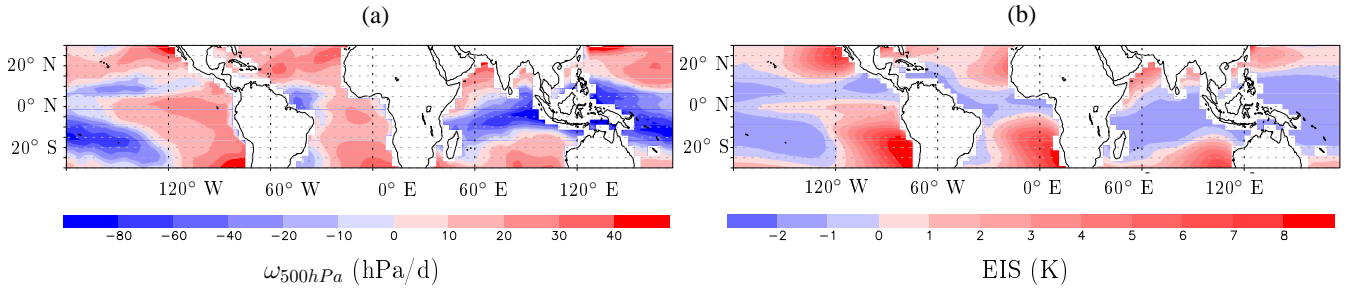 (a) (b)
20° N
0° N
20° S
120° W 60° W 0° E 60° E 120° E
-80 -60 -40 -20 -10 0 10 20 30 40
ω500hPa (hPa/d)
20° N
0° N
20° S
120° W 60° W 0° E 60° E 120° E
-2 -1 0 1 2 3 4 5 6 7 8
EIS (K)